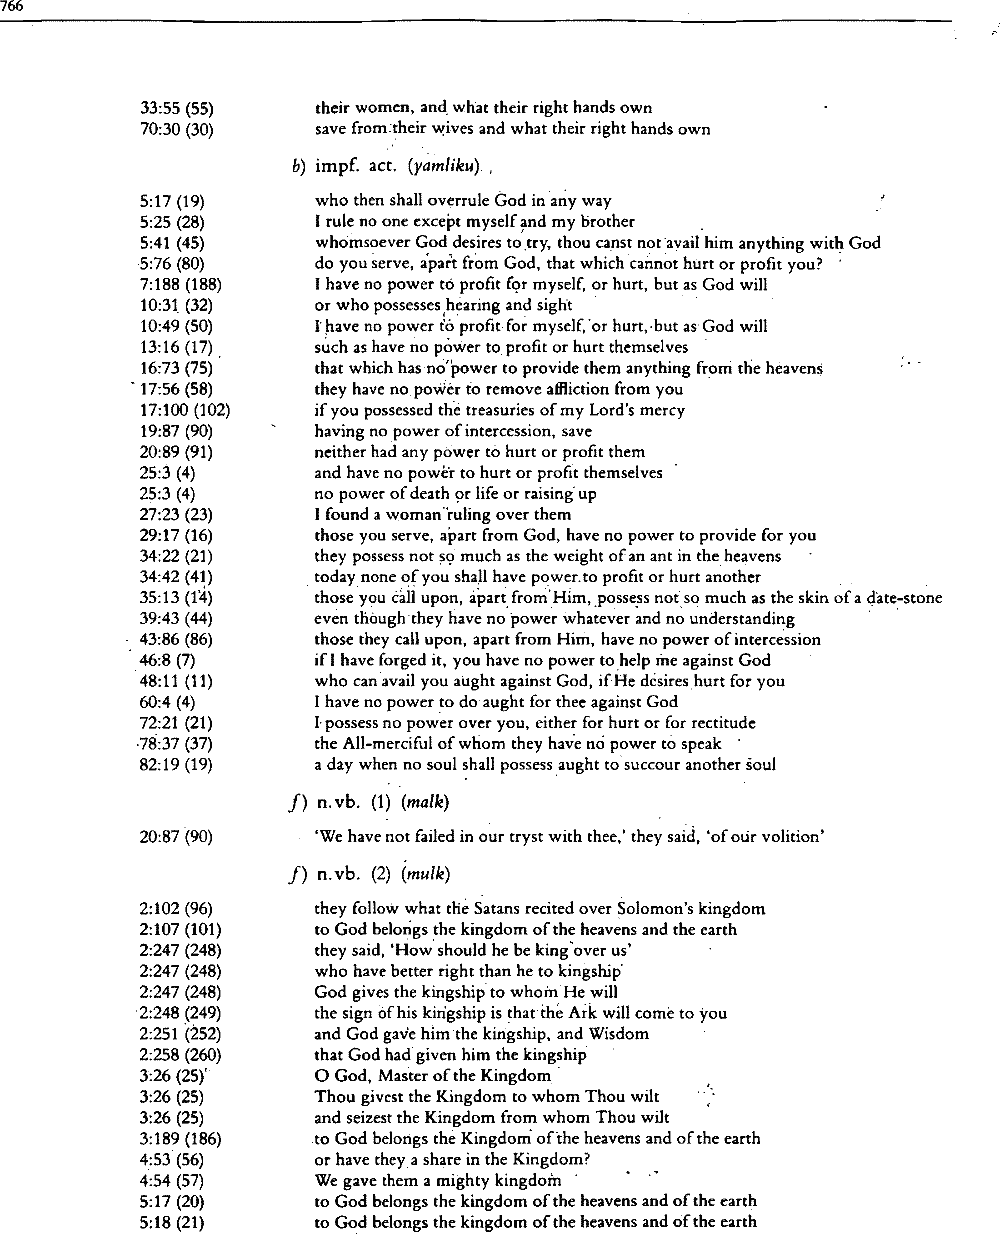 766
33:55 (55) their women, and what their right hands own
70:30 (30) save from their wives and what their right hands own
b) impf. act. (yamliku)
5:17 (19) who then shall overrule God in any way
5:25 (28) I rule no one except myself and my brother
5:41 (45) whomsoever God desires to try, thou canst not avail him anything with God
5:76 (80) do you serve, apart from God, that which cannot hurt or profit you?
7:188 (188) I have no power to profit for myself, or hurt, but as God will
10:31 (32) or who possesses hearing and sight
10:49 (50) I have no power to profit for myself, or hurt, but as God will
13:16 (17) such as have no power to profit or hurt themselves
16:73 (75) that which has no power to provide them anything from the heavens
17:56 (58) they have no power to remove affliction from you
17:100 (102) if you possessed the treasuries of my Lord's mercy
19:87 (90) having no power of intercession, save
20:89 (91) neither had any power to hurt or profit them
25:3 (4) and have no power to hurt or profit themselves
25:3 (4) no power of death or life or raising up
27:23 (23) I found a woman ruling over them
29:17 (16) those you serve, apart from God, have no power to provide for you
34:22 (21) they possess not so much as the weight of an ant in the heavens
34:42 (41) today none of you shall have power to profit or hurt another
35:13 (14) those you call upon, apart from Him, possess not so much as the skin of a date-stone
39:43 (44) even though they have no power whatever and no understanding
43:86 (86) those they call upon, apart from Him, have no power of intercession
46:8 (7) if I have forged it, you have no power to help me against God
48:11 (11) who can avail you aught against God, if He desires hurt for you
60:4 (4) I have no power to do aught for thee against God
72:21 (21) I possess no power over you, either for hurt or for rectitude
78:37 (37) the All-merciful of whom they have no power to speak
82:19 (19) a day when no soul shall possess aught to succour another soul
f) n.vb. (1) (malk)
20:87 (90) 'We have not failed in our tryst with thee,' they said, 'of our volition'
f) n.vb. (2) (mulk)
2:102 (96) they follow what the Satans recited over Solomon's kingdom
2:107 (101) to God belongs the kingdom of the heavens and the earth
2:247 (248) they said, 'How should he be king over us'
2:247 (248) who have better right than he to kingship
2:247 (248) God gives the kingship to whom He will
2:248 (249) the sign of his kingship is that the Ark will come to you
2:251 (252) and God gave him the kingship, and Wisdom
2:258 (260) that God had given him the kingship
3:26 (25) O God, Master of the Kingdom
3:26 (25) Thou givest the Kingdom to whom Thou wilt
3:26 (25) and seizest the Kingdom from whom Thou wilt
3:189 (186) to God belongs the Kingdom of the heavens and of the earth
4:53 (56) or have they a share in the Kingdom?
4:54 (57) We gave them a mighty kingdom
5:17 (20) to God belongs the kingdom of the heavens and of the earth
5:18 (21) to God belongs the kingdom of the heavens and of the earth